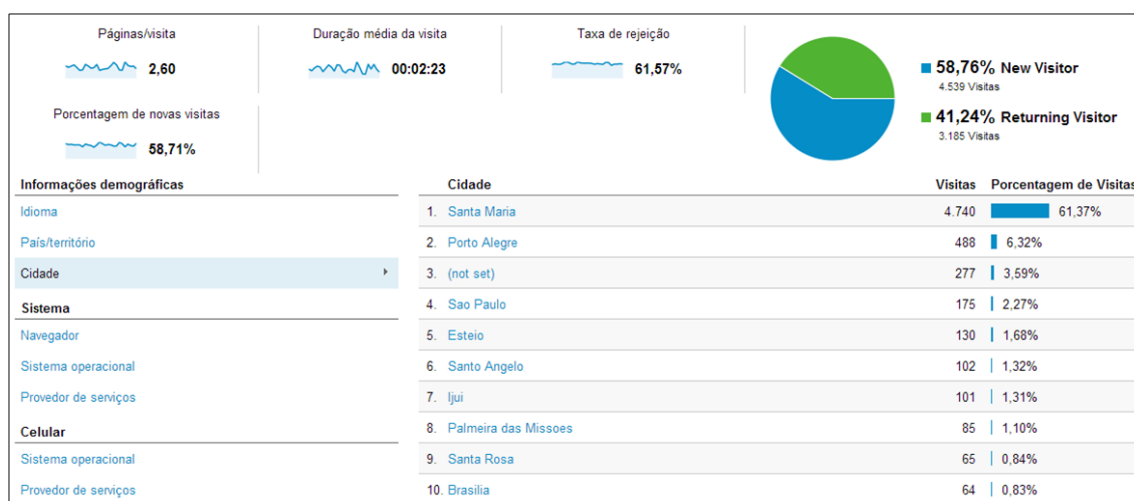 Páginas/visita
2,60
Duração média da visita
00:02:23
Taxa de rejeição
61,57%
Porcentagem de novas visitas
58,71%
58,76% New Visitor
4.539 Visitas
41,24% Returning Visitor
3.185 Visitas
Informações demográficas
Idioma
País/território
Cidade
Sistema
Navegador
Sistema operacional
Provedor de serviços
Celular
Sistema operacional
Provedor de serviços
Cidade Visitas Porcentagem de Visitas
1. Santa Maria 4.740 61,37%
2. Porto Alegre 488 6,32%
3. (not set) 277 3,59%
4. Sao Paulo 175 2,27%
5. Esteio 130 1,68%
6. Santo Angelo 102 1,32%
7. Ijui 101 1,31%
8. Palmeira das Missoes 85 1,10%
9. Santa Rosa 65 0,84%
10. Brasilia 64 0,83%